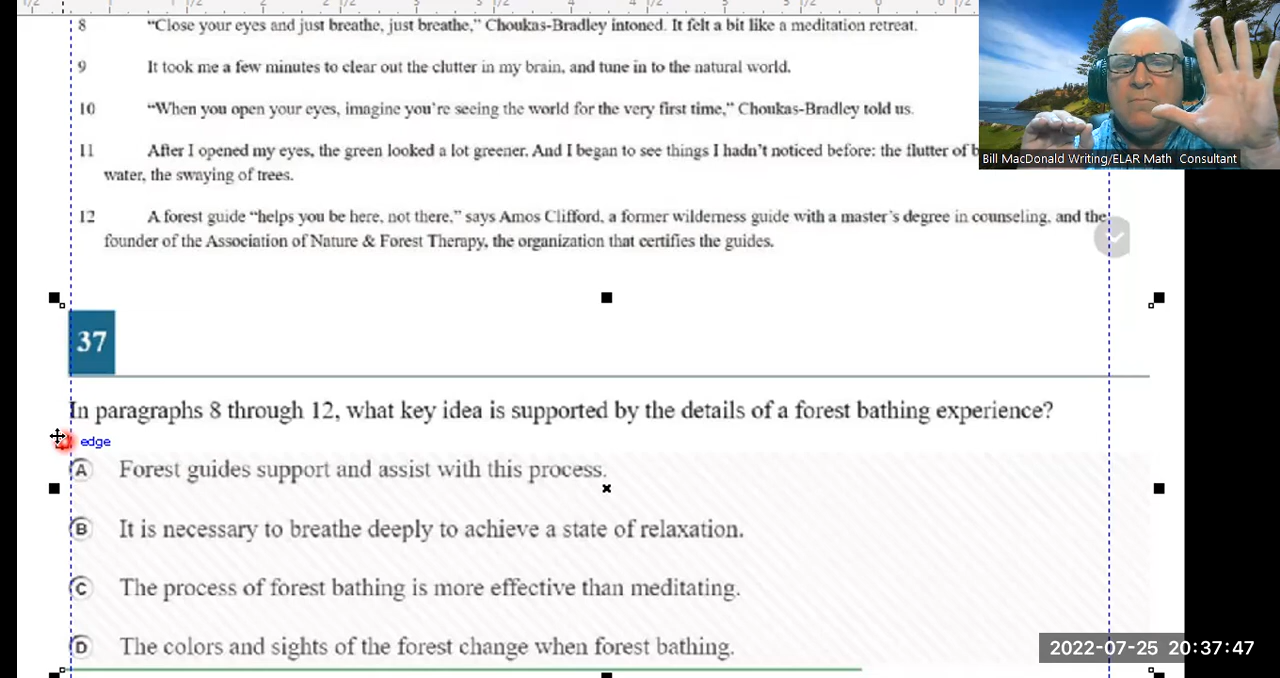 8 “Close your eyes and just breathe, just breathe,” Choukas-Bradley intoned. It felt a bit like a meditation retreat.
9 It took me a few minutes to clear out the clutter in my brain, and tune in to the natural world.
10 “When you open your eyes, imagine you’re seeing the world for the very first time,” Choukas-Bradley told us.
11 After I opened my eyes, the green looked a lot greener. And I began to see things I hadn’t noticed before: the flutter of
water, the swaying of trees.
Bill MacDonald Writing/ELAR Math Consultant
12 A forest guide “helps you be here, not there,” says Amos Clifford, a former wilderness guide with a master’s degree in counseling, and the
founder of the Association of Nature & Forest Therapy, the organization that certifies the guides.
37
In paragraphs 8 through 12, what key idea is supported by the details of a forest bathing experience?
edge
A Forest guides support and assist with this process.
B It is necessary to breathe deeply to achieve a state of relaxation.
C The process of forest bathing is more effective than meditating.
D The colors and sights of the forest change when forest bathing.
2022-07-25 20:37:47